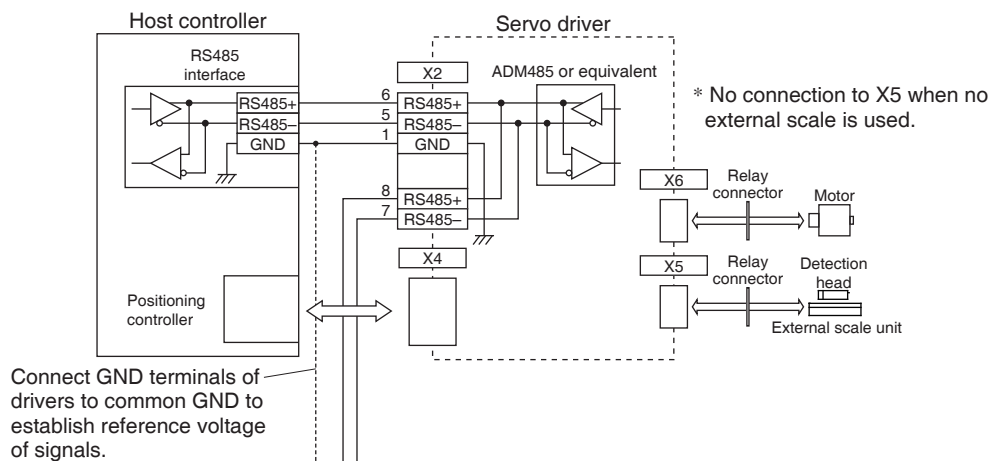 Host controller
Servo driver
RS485
interface
X2
ADM485 or equivalent
RS485+
6
RS485+
RS485–
5
RS485–
GND
1
GND
8
RS485+
7
RS485–
* No connection to X5 when no
external scale is used.
X6
Relay
connector
Motor
X4
X5
Relay
connector
Detection
head
External scale unit
Positioning
controller
Connect GND terminals of
drivers to common GND to
establish reference voltage
of signals.